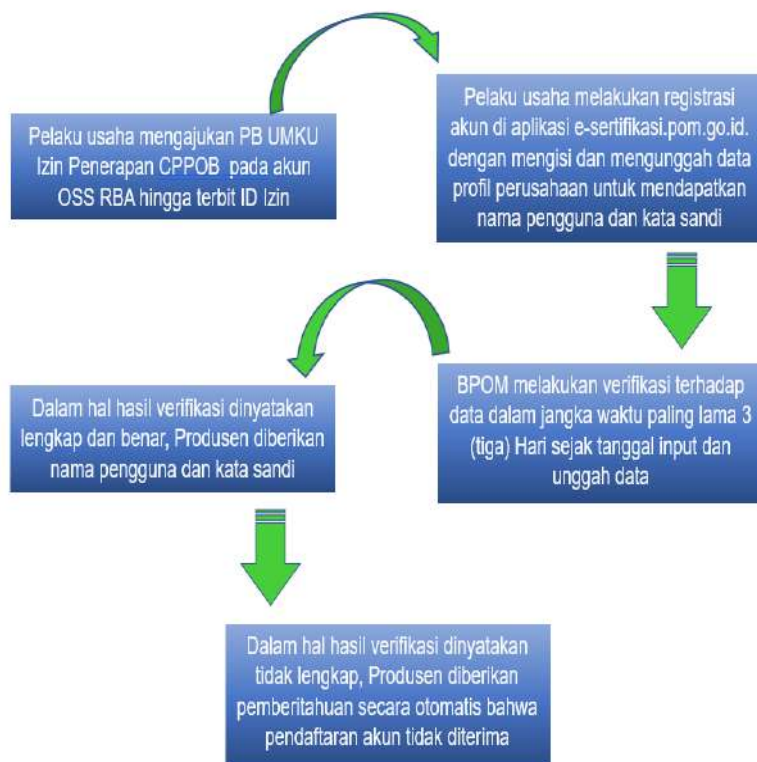 Pelaku usaha mengajukan PB UMKU
Izin Penerapan CPPOB pada akun
OSS RBA hingga terbit ID Izin
Pelaku usaha melakukan registrasi
akun di aplikasi e-sertifikasi.pom.go.id.
dengan mengisi dan mengunggah data
profil perusahaan untuk mendapatkan
nama pengguna dan kata sandi
BPOM melakukan verifikasi terhadap
data dalam jangka waktu paling lama 3
(tiga) Hari sejak tanggal input dan
unggah data
Dalam hal hasil verifikasi dinyatakan
lengkap dan benar, Produsen diberikan
nama pengguna dan kata sandi
Dalam hal hasil verifikasi dinyatakan
tidak lengkap, Produsen diberikan
pemberitahuan secara otomatis bahwa
pendaftaran akun tidak diterima